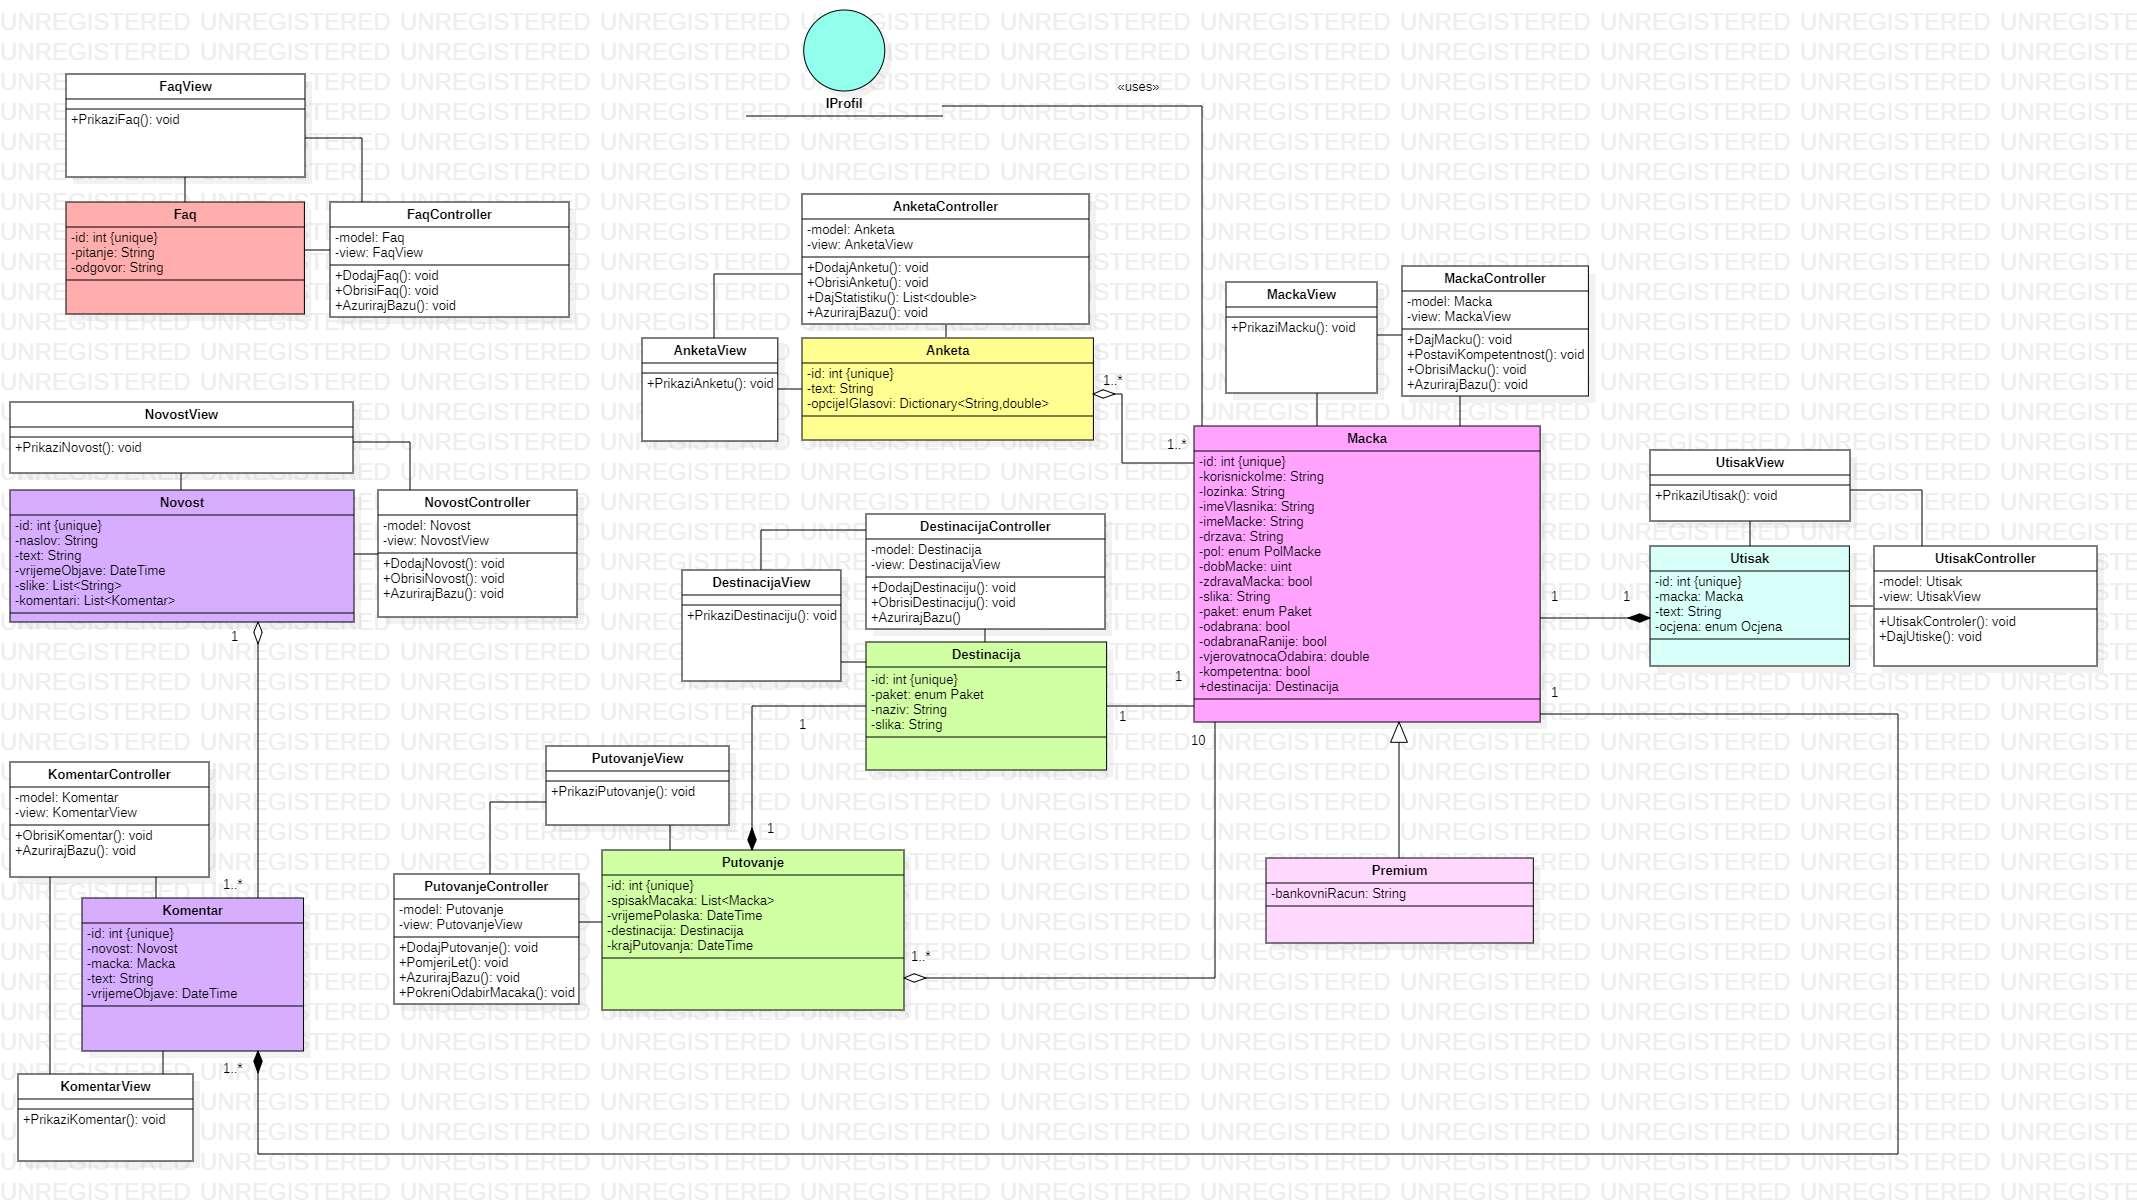 IProfil
«uses»
FaqView
+PrikaziFaq(): void
Faq
-id: int {unique}
-pitanje: String
-odgovor: String
FaqController
-model: Faq
-view: FaqView
+DodajFaq(): void
+ObrisiFaq(): void
+AzurirajBazu(): void
AnketaController
-model: Anketa
-view: AnketaView
+DodajAnketu(): void
+ObrisiAnketu(): void
+DajStatistiku(): List<double>
+AzurirajBazu(): void
AnketaView
+PrikaziAnketu(): void
Anketa
-id: int {unique}
-text: String
-opcijeIGlasovi: Dictionary<String,double>
1..*
1..*
MackaView
+PrikaziMacku(): void
MackaController
-model: Macka
-view: MackaView
+DajMacku(): void
+PostaviKompetentnost(): void
+ObrisiMacku(): void
+AzurirajBazu(): void
NovostView
+PrikaziNovost(): void
Novost
-id: int {unique}
-naslov: String
-text: String
-vrijemeObjave: DateTime
-slike: List<String>
-komentari: List<Komentar>
NovostController
-model: Novost
-view: NovostView
+DodajNovost(): void
+ObrisiNovost(): void
+AzurirajBazu(): void
1
DestinacijaController
-model: Destinacija
-view: DestinacijaView
+DodajDestinaciju(): void
+ObrisiDestinaciju(): void
+AzurirajBazu()
DestinacijaView
+PrikaziDestinaciju(): void
Destinacija
-id: int {unique}
-paket: enum Paket
-naziv: String
-slika: String
1
1
1
Macka
-id: int {unique}
-korisnickoIme: String
-lozinka: String
-imeVlasnika: String
-imeMacke: String
-drzava: String
-pol: enum PolMacke
-dobMacke: uint
-zdravaMacka: bool
-slika: String
-paket: enum Paket
-odabrana: bool
-odabranaRanije: bool
-vjerovatnocaOdabira: double
-kompetentna: bool
+destinacija: Destinacija
1
1
1
10
UtisakView
+PrikaziUtisak(): void
Utisak
-id: int {unique}
-macka: Macka
-text: String
-ocjena: enum Ocjena
UtisakController
-model: Utisak
-view: UtisakView
+UtisakControler(): void
+DajUtiske(): void
KomentarController
-model: Komentar
-view: KomentarView
+ObrisiKomentar(): void
+AzurirajBazu(): void
1..*
Komentar
-id: int {unique}
-novost: Novost
-macka: Macka
-text: String
-vrijemeObjave: DateTime
1..*
KomentarView
+PrikaziKomentar(): void
PutovanjeView
+PrikaziPutovanje(): void
1
PutovanjeController
-model: Putovanje
-view: PutovanjeView
+DodajPutovanje(): void
+PomjeriLet(): void
+AzurirajBazu(): void
+PokreniOdabirMacaka(): void
Putovanje
-id: int {unique}
-spisakMacaka: List<Macka>
-vrijemePolaska: DateTime
-destinacija: Destinacija
-krajPutovanja: DateTime
1..*
Premium
-bankovniRacun: String
UNREGISTERED